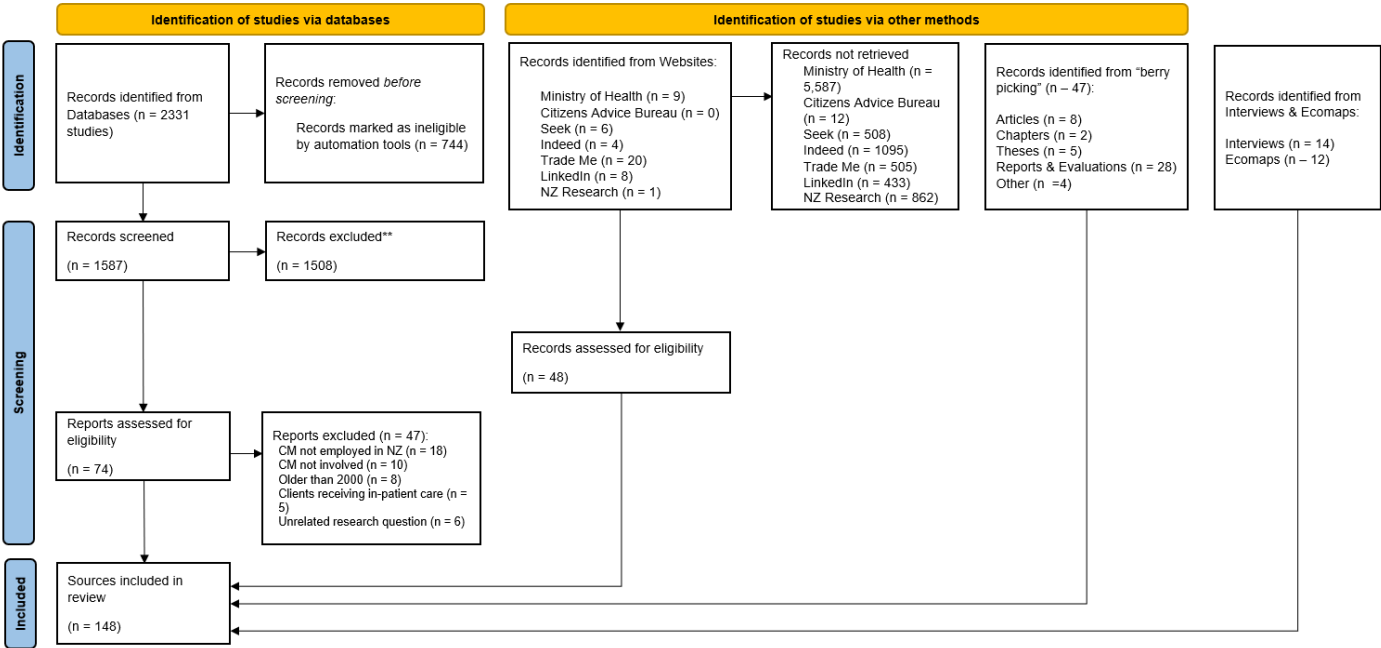 Identification of studies via databases
Identification of studies via other methods
Identification
Records identified from
Databases (n = 2331
studies)
Records removed before
screening:
Records marked as ineligible
by automation tools (n = 744)
Records identified from Websites:
Ministry of Health (n = 9)
Citizens Advice Bureau (n = 0)
Seek (n = 6)
Indeed (n = 4)
Trade Me (n = 20)
LinkedIn (n = 8)
NZ Research (n = 1)
Records not retrieved
Ministry of Health (n =
5,587)
Citizens Advice Bureau
(n = 12)
Seek (n = 508)
Indeed (n = 1095)
Trade Me (n = 505)
LinkedIn (n = 433)
NZ Research (n = 862)
Records identified from “berry
picking” (n – 47):
Articles (n = 8)
Chapters (n = 2)
Theses (n = 5)
Reports & Evaluations (n = 28)
Other (n =4)
Records identified from
Interviews & Ecomaps:
Interviews (n = 14)
Ecomaps (n – 12)
Screening
Records screened
(n = 1587)
Records excluded**
(n = 1508)
Records assessed for eligibility
(n = 48)
Reports assessed for
eligibility
(n = 74)
Reports excluded (n = 47):
CM not employed in NZ (n = 18)
CM not involved (n = 10)
Older than 2000 (n = 8)
Clients receiving in-patient care (n =
5)
Unrelated research question (n = 6)
Included
Sources included in
review
(n = 148)